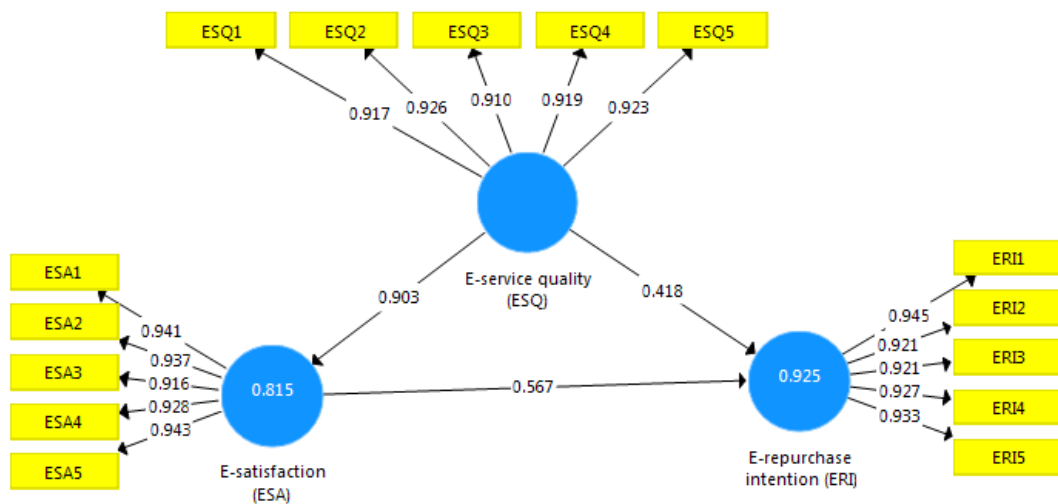 ESQ1
ESQ2
ESQ3
ESQ4
ESQ5
0.917
0.926
0.910
0.919
0.923
E-service quality
(ESQ)
0.903
0.418
ESA1
ESA2
ESA3
ESA4
ESA5
0.941
0.937
0.916
0.928
0.943
0.815
E-satisfaction
(ESA)
0.567
0.925
E-repurchase
intention (ERI)
0.945
0.921
0.921
0.927
0.933
ERI1
ERI2
ERI3
ERI4
ERI5